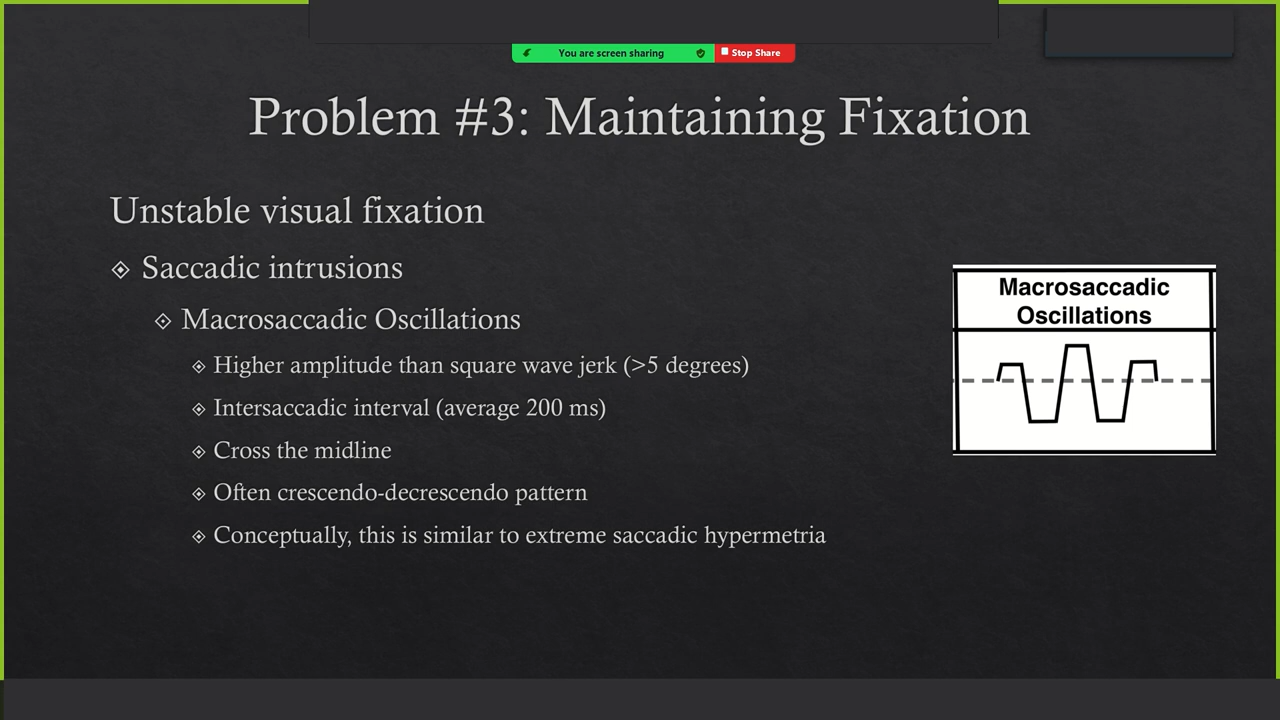 You are screen sharing
Stop Share
Problem #3: Maintaining Fixation
Unstable visual fixation
Saccadic intrusions
Macrosaccadic Oscillations
Higher amplitude than square wave jerk (>5 degrees)
Intersaccadic interval (average 200 ms)
Cross the midline
Often crescendo-decrescendo pattern
Conceptually, this is similar to extreme saccadic hypermetria
Macrosaccadic
Oscillations